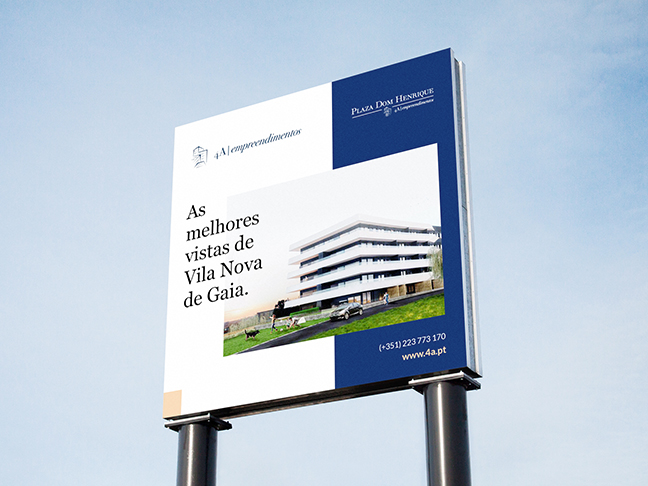 4A|empreendimentos
PLAZA DOM HENRIQUE
4A|empreendimentos
As
melhores
vistas de
Vila Nova
de Gaia.
(+351) 223 773 170
www.4a.pt